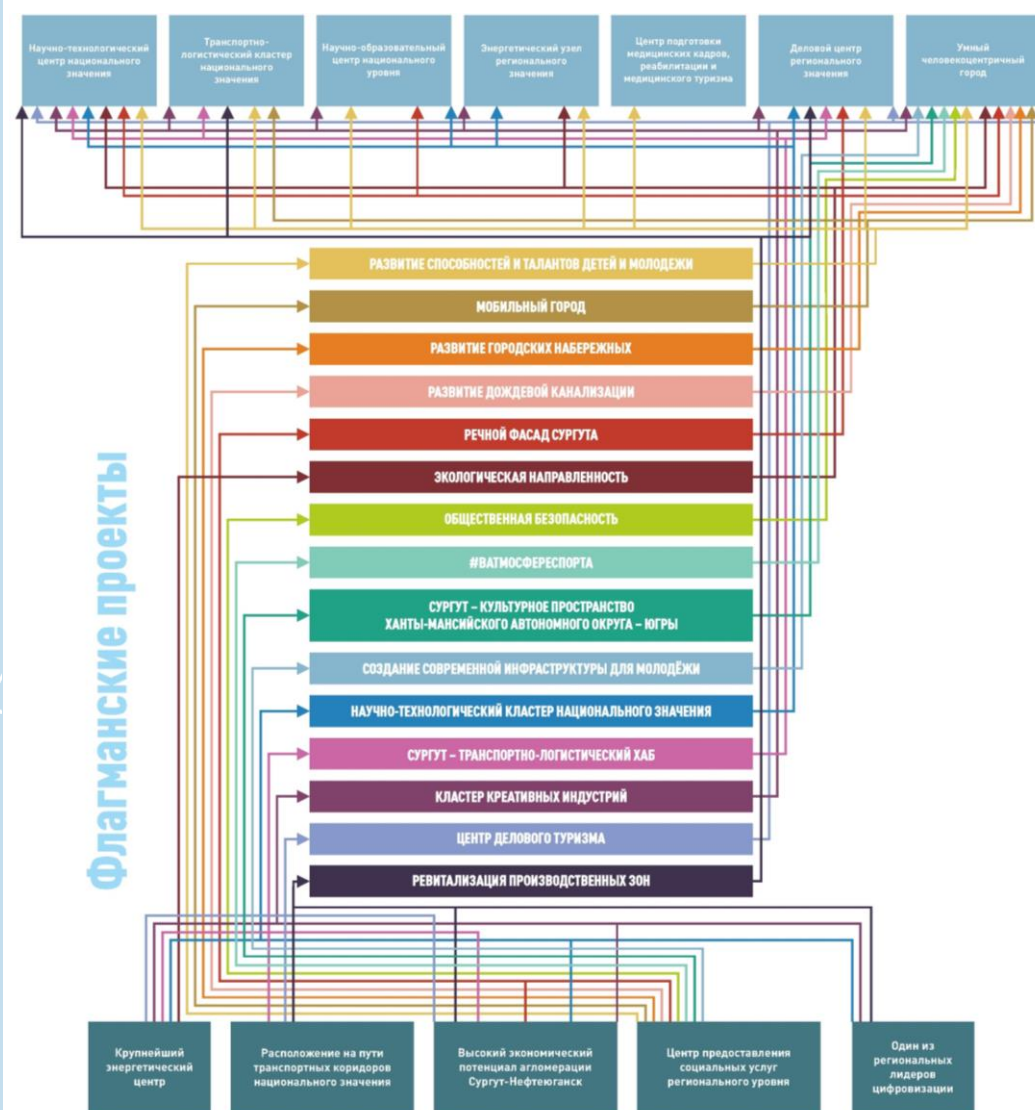 Научно-технологический
центр национального
значения
Транспортно-
логистический кластер
национального
значения
Научно-образовательный
центр национального
уровня
Энергетический узел
регионального
значения
Центр подготовки
медицинских кадров,
реабилитации и
медицинского туризма
Деловой центр
регионального
значения
Умный
человекоцентричный
город
Флагманские проекты
РАЗВИТИЕ СПОСОБНОСТЕЙ И ТАЛАНТОВ ДЕТЕЙ И МОЛОДЕЖИ
МОБИЛЬНЫЙ ГОРОД
РАЗВИТИЕ ГОРОДСКИХ НАБЕРЕЖНЫХ
РАЗВИТИЕ ДОЖДЕВОЙ КАНАЛИЗАЦИИ
РЕЧНОЙ ФАСАД СУРГУТА
ЭКОЛОГИЧЕСКАЯ НАПРАВЛЕННОСТЬ
ОБЩЕСТВЕННАЯ БЕЗОПАСНОСТЬ
#ВАТМОСФЕРЕСПОРТА
СУРГУТ – КУЛЬТУРНОЕ ПРОСТРАНСТВО
ХАНТЫ-МАНСИЙСКОГО АВТОНОМНОГО ОКРУГА – ЮГРЫ
СОЗДАНИЕ СОВРЕМЕННОЙ ИНФРАСТРУКТУРЫ ДЛЯ МОЛОДЁЖИ
НАУЧНО-ТЕХНОЛОГИЧЕСКИЙ КЛАСТЕР НАЦИОНАЛЬНОГО ЗНАЧЕНИЯ
СУРГУТ – ТРАНСПОРТНО-ЛОГИСТИЧЕСКИЙ ХАБ
КЛАСТЕР КРЕАТИВНЫХ ИНДУСТРИЙ
ЦЕНТР ДЕЛОВОГО ТУРИЗМА
РЕВИТАЛИЗАЦИЯ ПРОИЗВОДСТВЕННЫХ ЗОН
Крупнейший
энергетический
центр
Расположение на пути
транспортных коридоров
национального значения
Высокий экономический
потенциал агломерации
Сургут-Нефтеюганск
Центр предоставления
социальных услуг
регионального уровня
Один из
региональных
лидеров
цифровизации